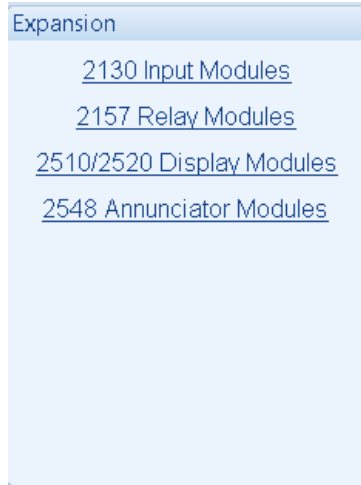 Expansion
2130 Input Modules
2157 Relay Modules
2510/2520 Display Modules
2548 Annunciator Modules